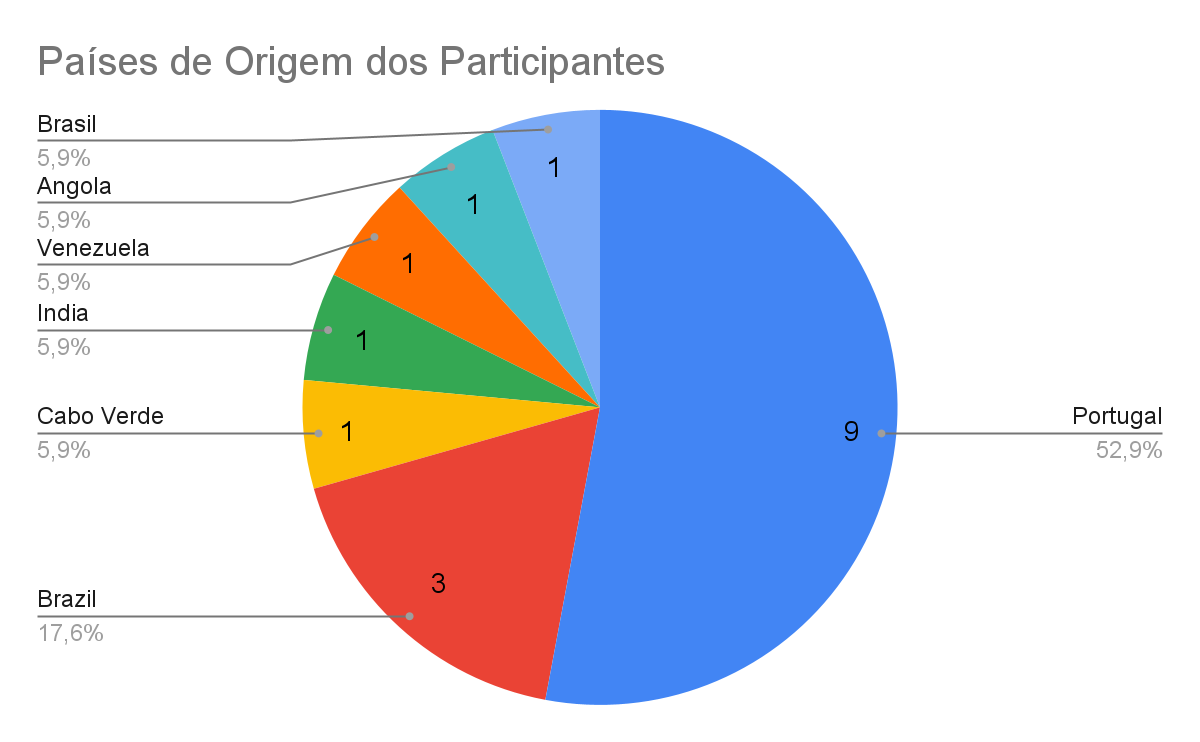 Países de Origem dos Participantes
Brasil
5,9%
Angola
5,9%
Venezuela
5,9%
India
5,9%
Cabo Verde
5,9%
Brazil
17,6%
1
1
1
1
1
3
9
Portugal
52,9%